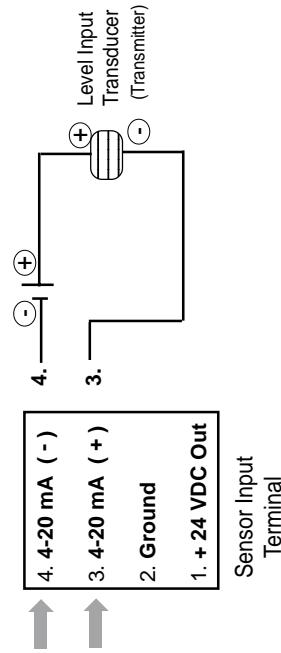 4. 4-20 mA ( - )
3. 4-20 mA ( + )
2. Ground
1. + 24 VDC Out
Sensor Input
Terminal
4.
3.
-
+
+
-
Level Input
Transducer
(Transmitter)